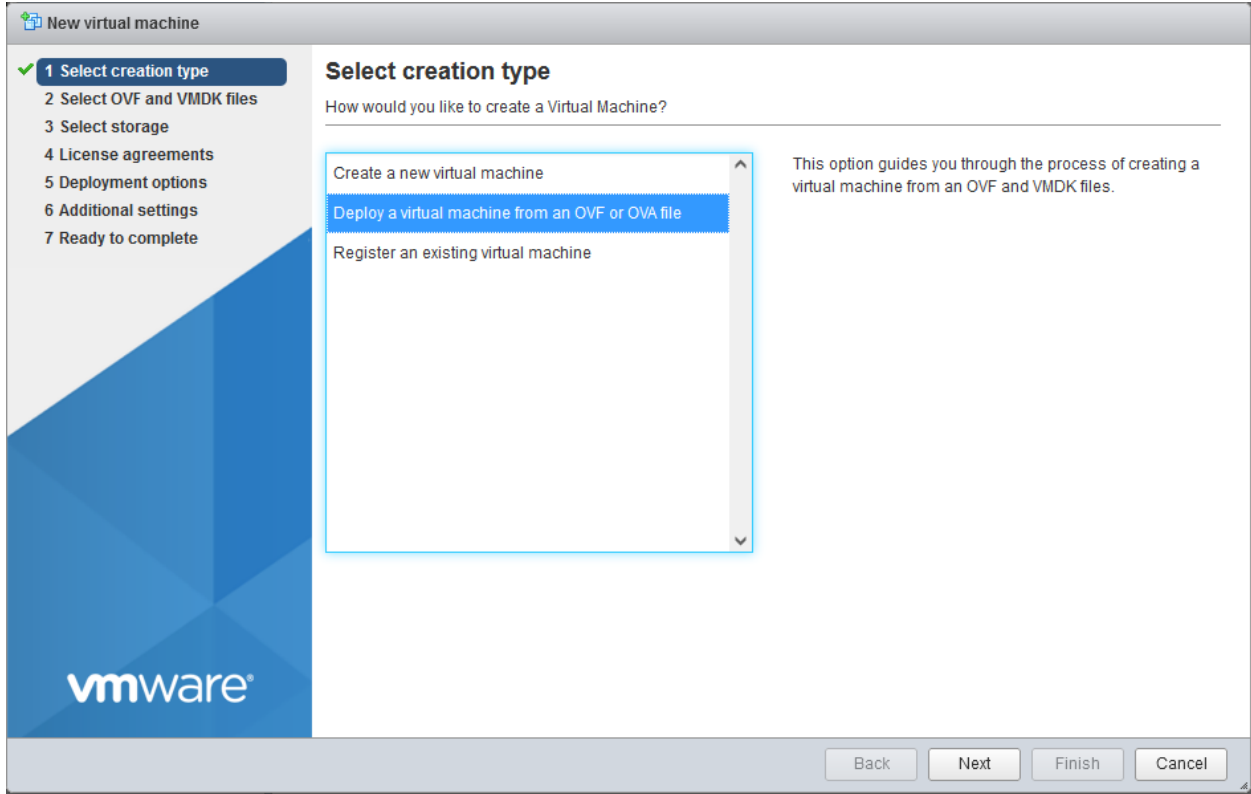 New virtual machine
1 Select creation type
2 Select OVF and VMDK files
3 Select storage
4 License agreements
5 Deployment options
6 Additional settings
7 Ready to complete
vmware®
Select creation type
How would you like to create a Virtual Machine?
Create a new virtual machine
Deploy a virtual machine from an OVF or OVA file
Register an existing virtual machine
This option guides you through the process of creating a
virtual machine from an OVF and VMDK files.
Back Next Finish Cancel